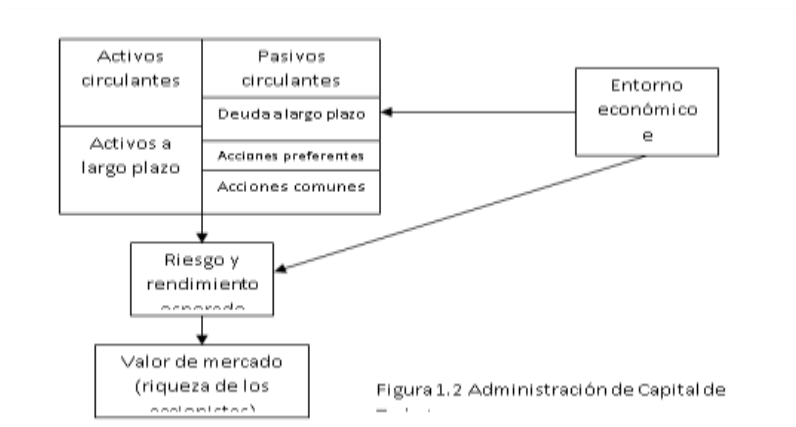 Activos
circulantes
Pasivos
circulantes
Deuda a largo plazo
Activos a
largo plazo
Acciones preferentes
Acciones comunes
Entorno
económico
e
Riesgo y
rendimiento
Valor de mercado
(riqueza de los
Figura 1.2 Administración de Capital de